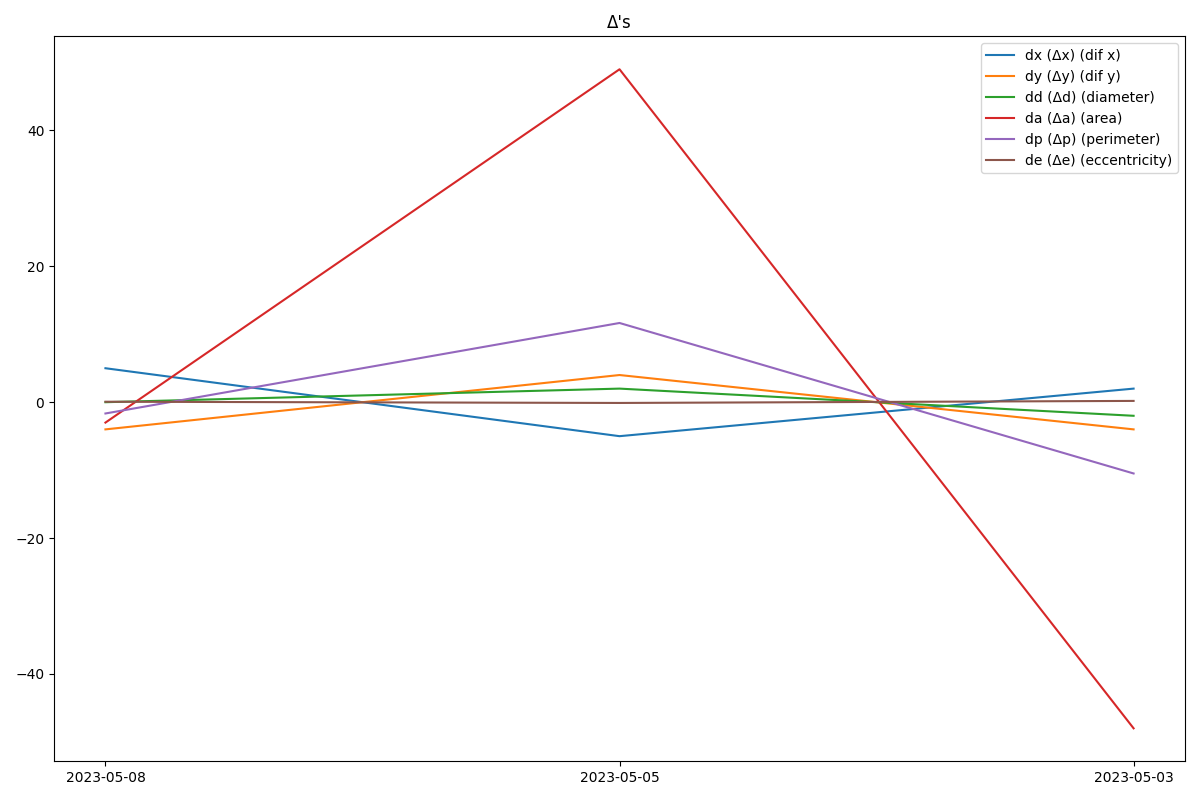 Δ's
dx (Δx) (dif x)
dy (Δy) (dif y)
dd (Δd) (diameter)
da (Δa) (area)
dp (Δp) (perimeter)
de (Δe) (eccentricity)
40
20
0
−20
−40
2023-05-08
2023-05-05
2023-05-03